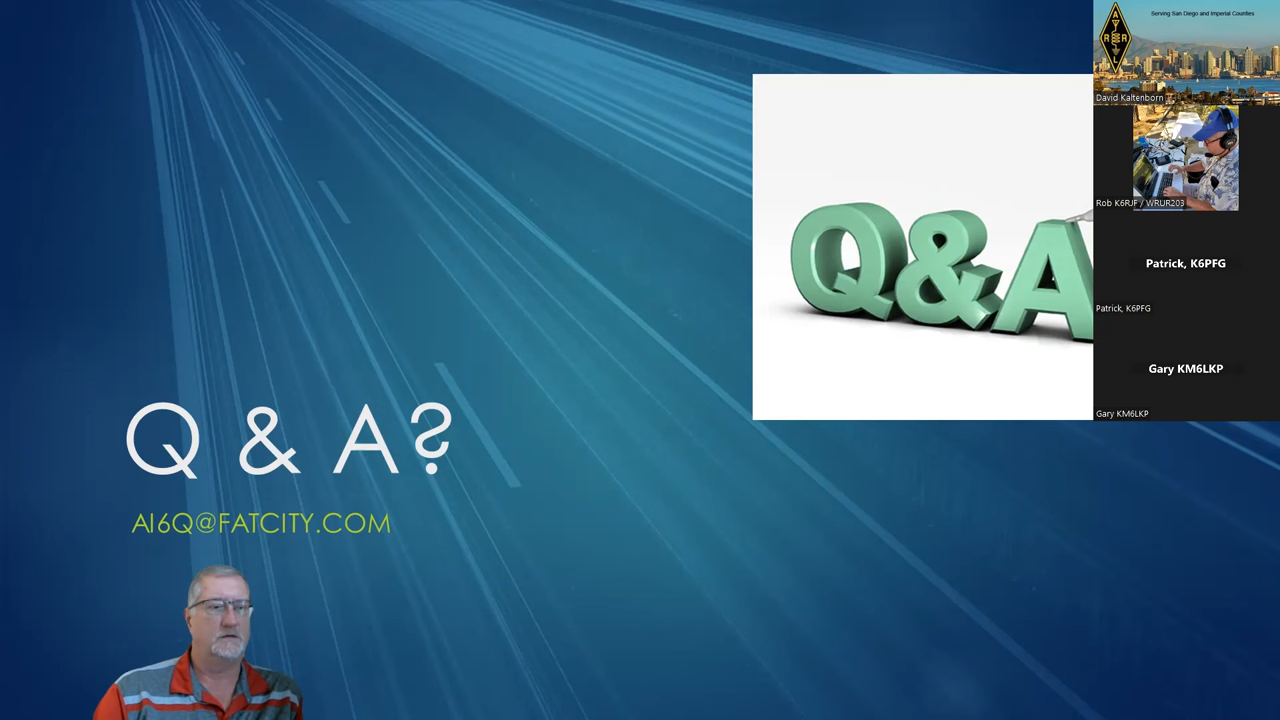 Serving San Diego and Imperial Counties
A
R R
L
David Kaltenborn
Rob K6RJF / WRUR203
Patrick, K6PFG
Patrick, K6PFG
Gary KM6LKP
Gary KM6LKP
Q&A
Q & A?
AI6Q@FATCITY.COM